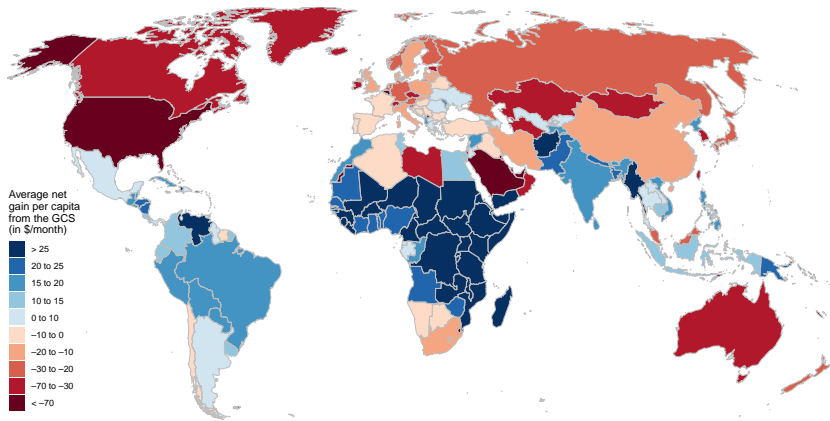 Average net
gain per capita
from the GCS
(in $/month)
> 25
20 to 25
15 to 20
10 to 15
0 to 10
–10 to 0
–20 to –10
–30 to –20
–70 to –30
< –70